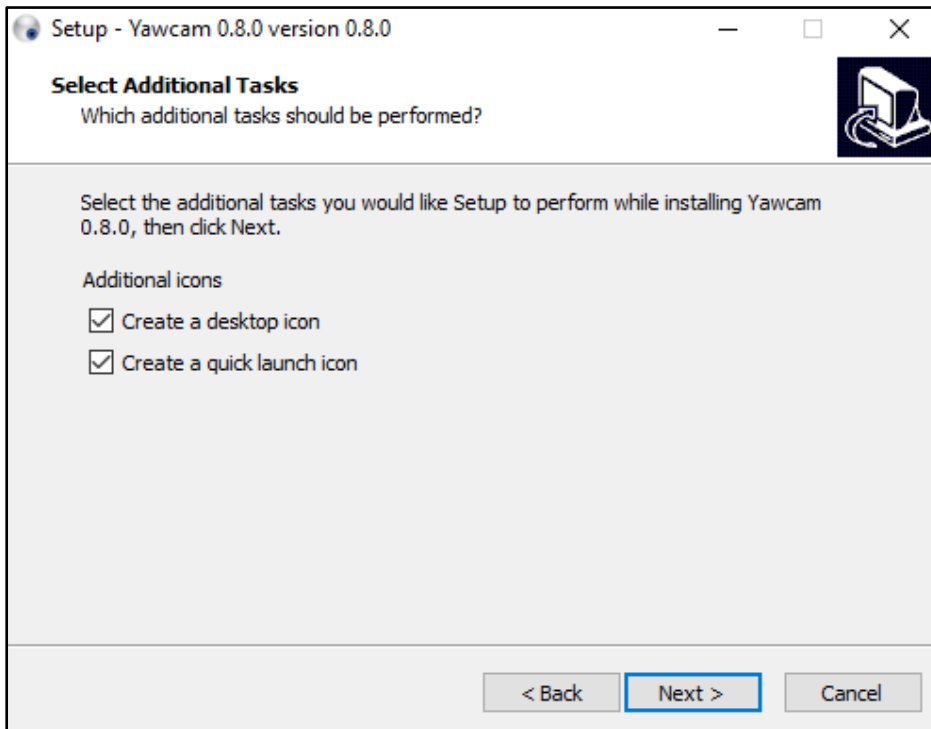 Setup - Yawcam 0.8.0 version 0.8.0
Select Additional Tasks
Which additional tasks should be performed?
Select the additional tasks you would like Setup to perform while installing Yawcam
0.8.0, then click Next.
Additional icons
Create a desktop icon
Create a quick launch icon
< Back Next > Cancel